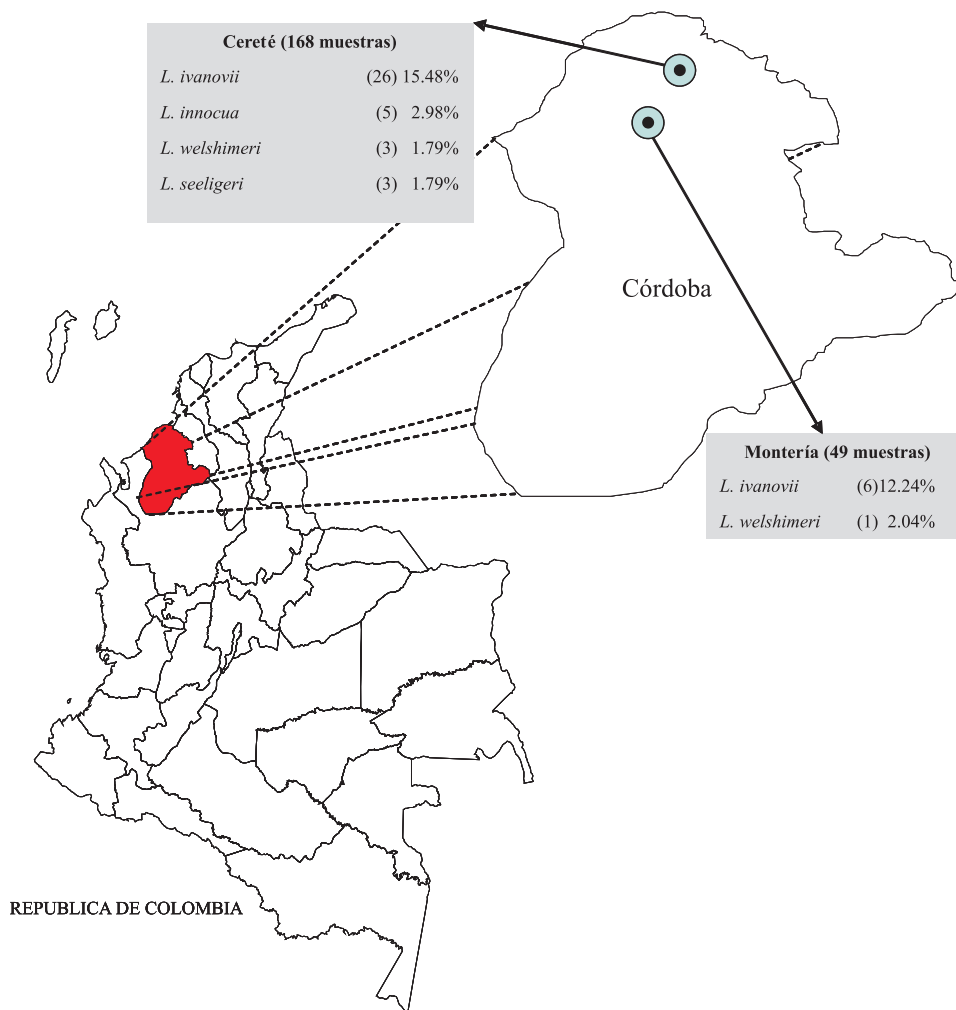 Cereté (168 muestras)
L. ivanovii (26) 15.48%
L. innocua (5) 2.98%
L. welshimeri (3) 1.79%
L. seeligeri (3) 1.79%
Córdoba
Montería (49 muestras)
L. ivanovii (6)12.24%
L. welshimeri (1) 2.04%
REPUBLICA DE COLOMBIA